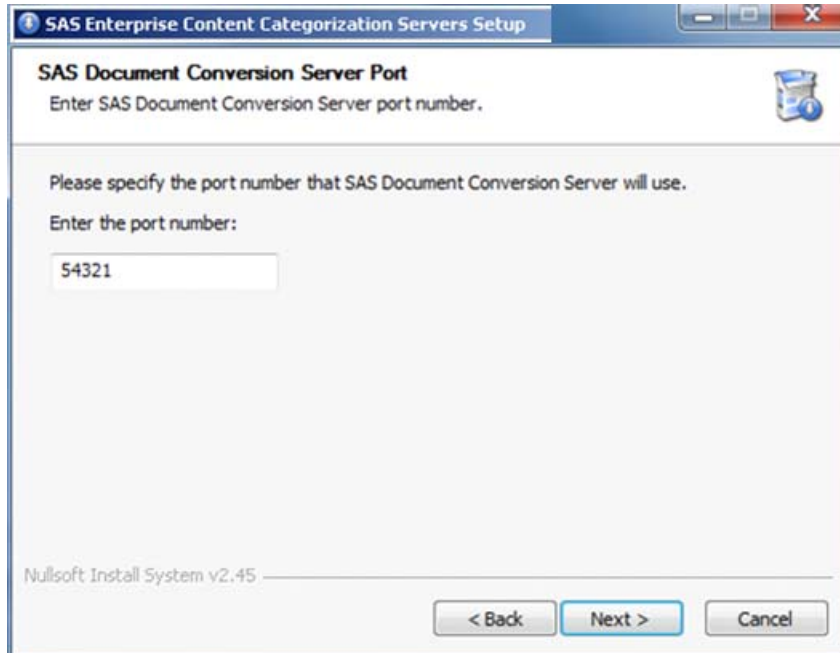 SAS Enterprise Content Categorization Servers Setup
SAS Document Conversion Server Port
Enter SAS Document Conversion Server port number.
Please specify the port number that SAS Document Conversion Server will use.
Enter the port number:
54321
Nullsoft Install System v2.45
< Back
Next >
Cancel